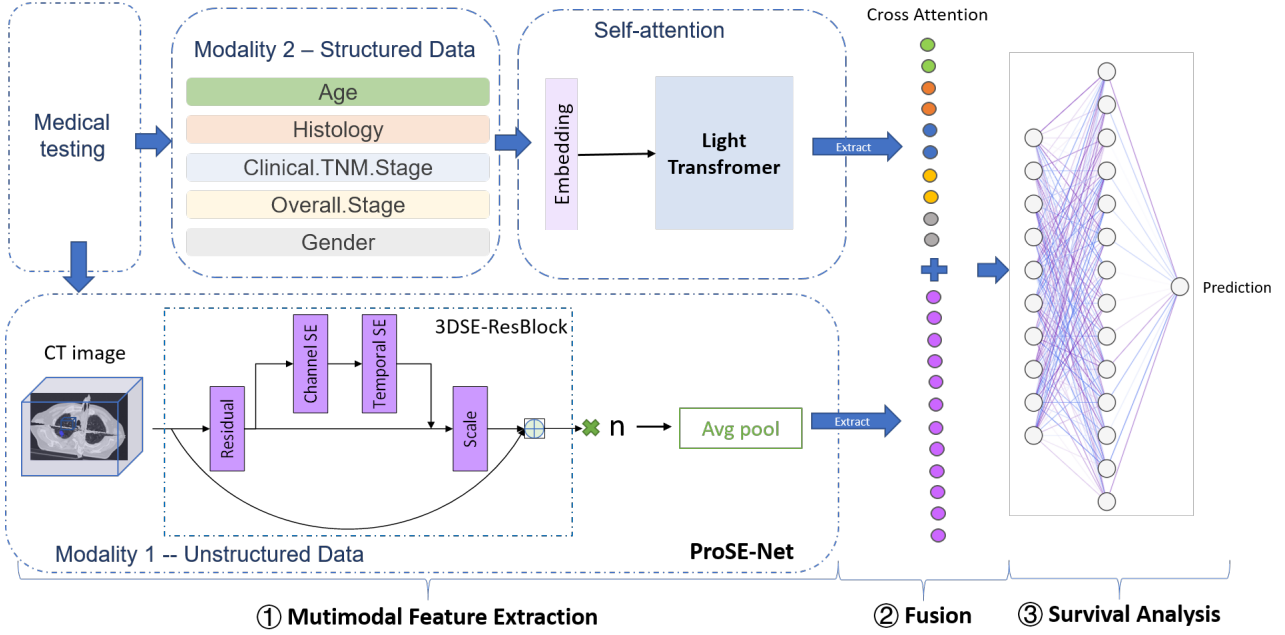 Medical
testing
Modality 2 – Structured Data
Age
Histology
Clinical.TNM.Stage
Overall.Stage
Gender
Self-attention
Embedding
Light
Transfromer
Extract
Cross Attention
Prediction
CT image
3DSE-ResBlock
Residual
Channel SE
Temporal SE
Scale
n
Avg pool
Extract
Modality 1 -- Unstructured Data
ProSE-Net
① Mutimodal Feature Extraction
② Fusion
③ Survival Analysis